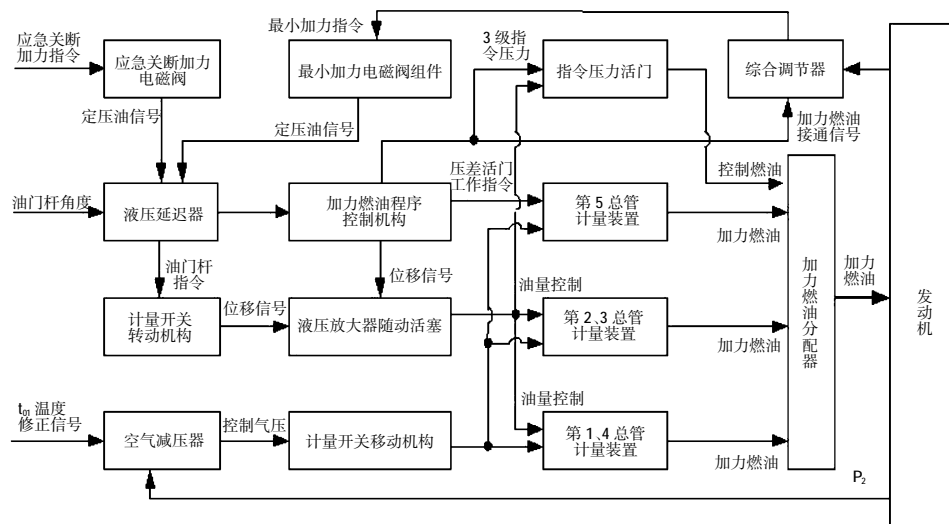 最小加力指令
应急关断
加力指令
应急关断加力
电磁阀
最小加力电磁阀组件
3级指
令压力
指令压力活门
综合调节器
定压油信号
定压油信号
加力燃油
接通信号
压差活门
工作指令
控制燃油
油门杆角度
液压延迟器
加力燃油程序
控制机构
第5总管
计量装置
加力燃油
油门杆
指令
位移信号
油量控制
加力燃油分配器
加力
燃油
发动机
计量开关
转动机构
位移信号
液压放大器随动活塞
第2、3总管
计量装置
加力燃油
油量控制
t01温度
修正信号
空气减压器
控制气压
计量开关移动机构
第1、4总管
计量装置
加力燃油
P2